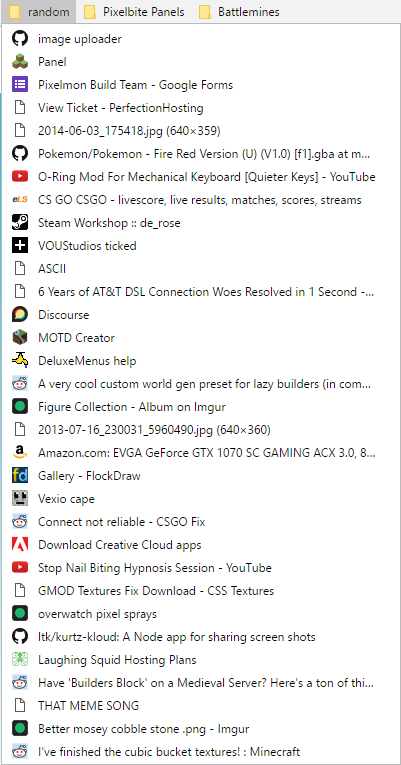 random Pixelbite Panels Battlemines
image uploader
Panel
Pixelmon Build Team - Google Forms
View Ticket - PerfectionHosting
2014-06-03_175418.jpg (640×359)
Pokemon/Pokemon - Fire Red Version (U) (V1.0) [f1].gba at m...
O-Ring Mod For Mechanical Keyboard [Quieter Keys] - YouTube
eLS CS GO CSGO - livescore, live results, matches, scores, streams
Steam Workshop :: de_rose
VOUStudios ticked
ASCII
6 Years of AT&T DSL Connection Woes Resolved in 1 Second -...
Discourse
MOTD Creator
DeluxeMenus help
A very cool custom world gen preset for lazy builders (in com...
Figure Collection - Album on Imgur
2013-07-16_230031_5960490.jpg (640×360)
Amazon.com: EVGA GeForce GTX 1070 SC GAMING ACX 3.0, 8...
fd Gallery - FlockDraw
Vexio cape
Connect not reliable - CSGO Fix
Download Creative Cloud apps
Stop Nail Biting Hypnosis Session - YouTube
GMOD Textures Fix Download - CSS Textures
overwatch pixel sprays
ltk/kurtz-kloud: A Node app for sharing screen shots
Laughing Squid Hosting Plans
Have 'Builders Block' on a Medieval Server? Here's a ton of thi...
THAT MEME SONG
Better mosey cobble stone .png - Imgur
I've finished the cubic bucket textures! : Minecraft